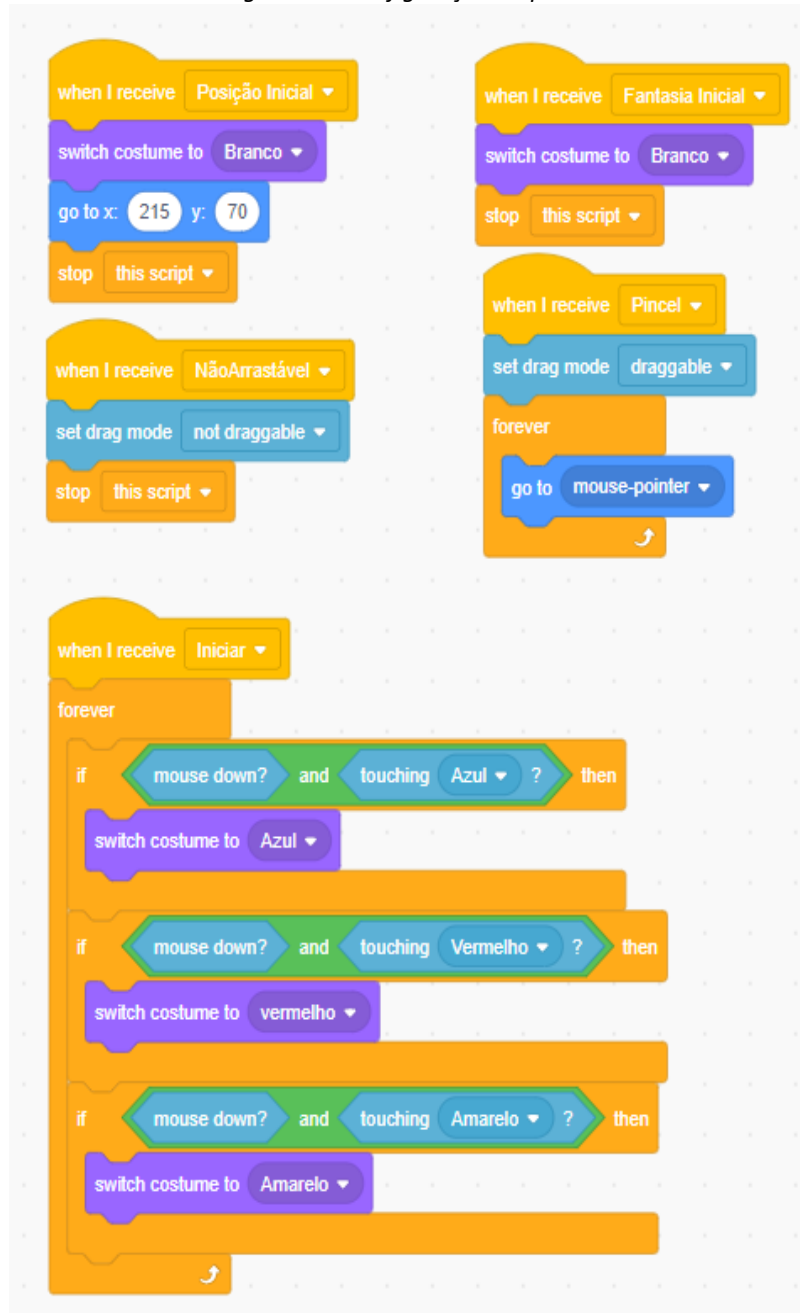 when I receive Posição Inicial
switch costume to Branco
go to x: 215 y: 70
stop this script
when I receive NãoArrastável
set drag mode not draggable
stop this script
when I receive Fantasia Inicial
switch costume to Branco
stop this script
when I receive Pincel
set drag mode draggable
forever
go to mouse-pointer
when I receive Iniciar
forever
if mouse down? and touching Azul ? then
switch costume to Azul
if mouse down? and touching Vermelho ? then
switch costume to vermelho
if mouse down? and touching Amarelo ? then
switch costume to Amarelo